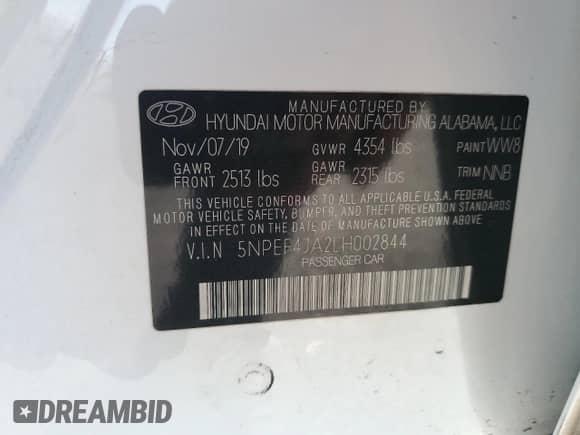 MANUFACTURED BY
HYUNDAI MOTOR MANUFACTURING ALABAMA, LLC
Nov/07/19 GVWR 4354 lbs PAINT WW8
GAWR FRONT 2513 lbs GAWR REAR 2315 lbs TRIM NNB
THIS VEHICLE CONFORMS TO ALL APPLICABLE U.S.A. FEDERAL
MOTOR VEHICLE SAFETY, BUMPER, AND THEFT PREVENTION STANDARDS
IN EFFECT ON THE DATE OF MANUFACTURE SHOWN ABOVE.
V.I.N 5NPEF4JA2LH002844
PASSENGER CAR
DREAMBID